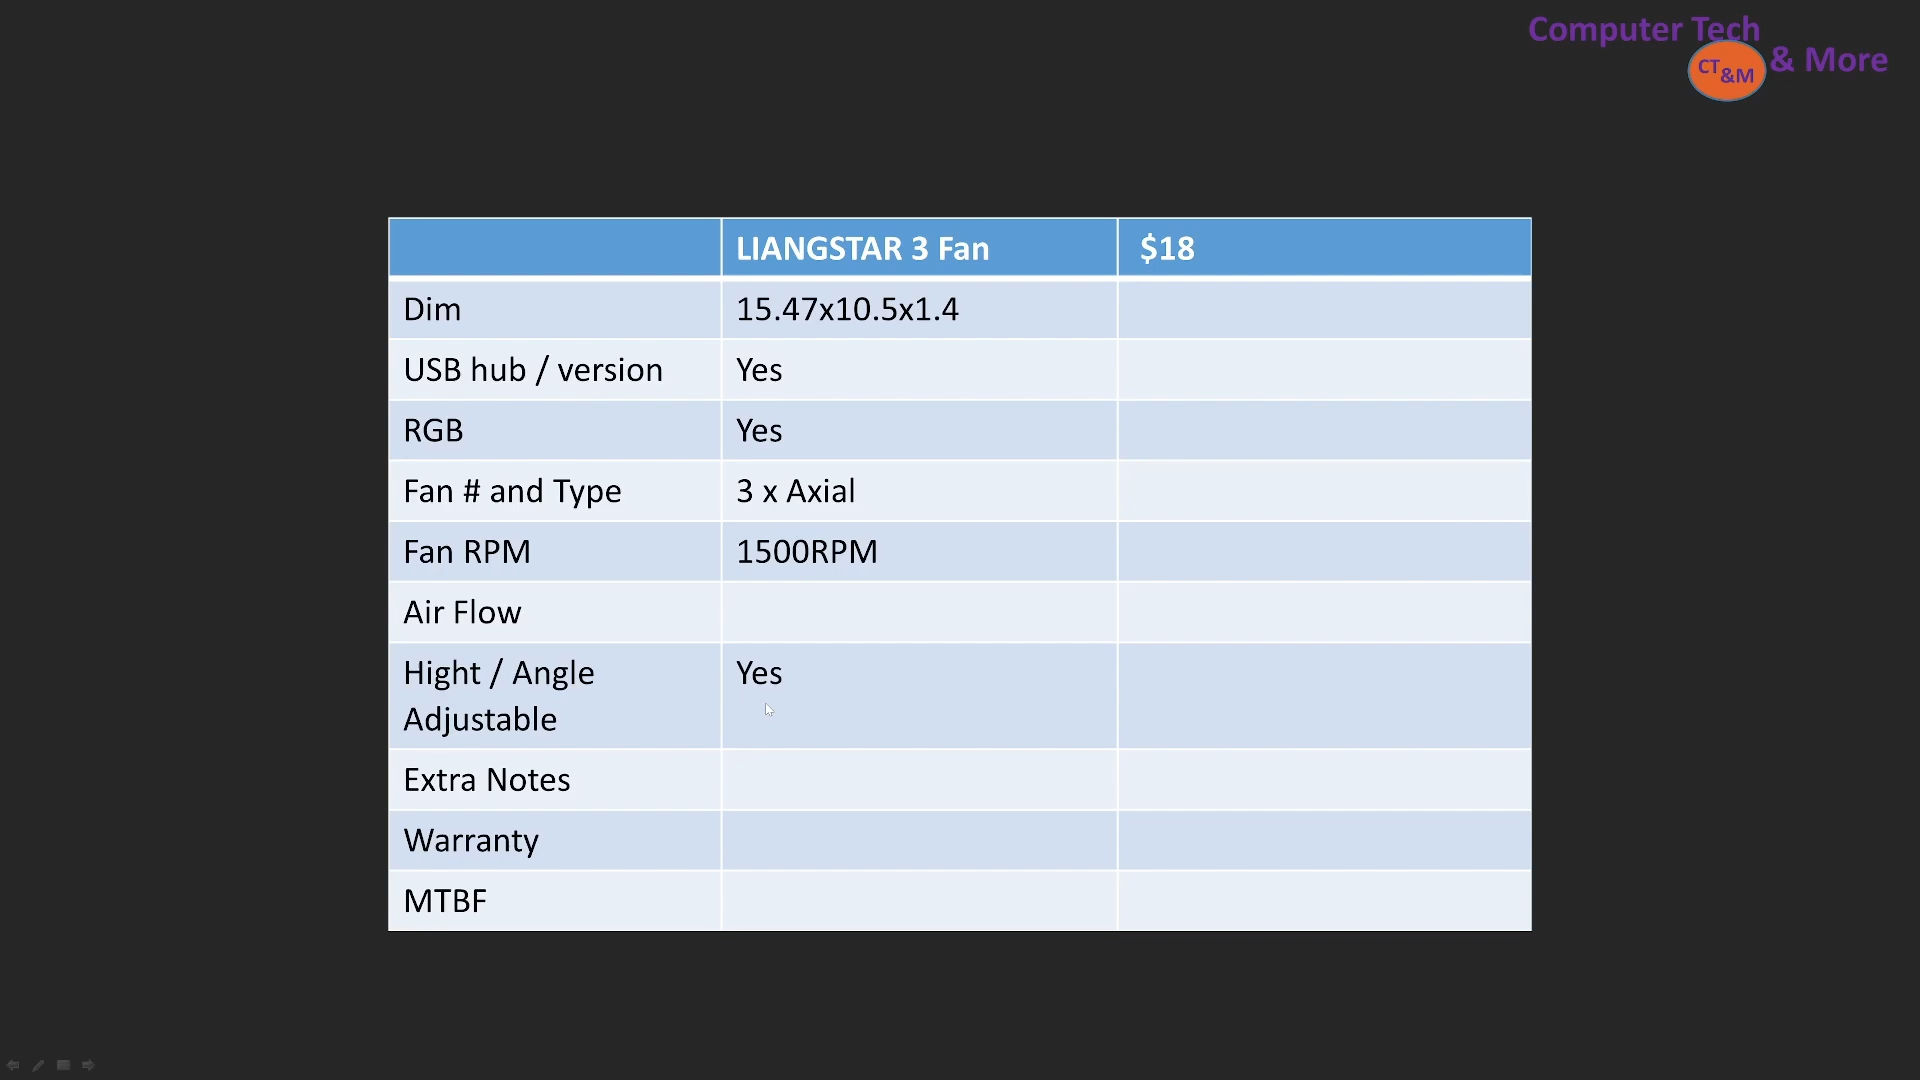 Computer Tech
& More
CT
&M
LIANGSTAR 3 Fan $18
Dim 15.47x10.5x1.4
USB hub / version Yes
RGB Yes
Fan # and Type 3 x Axial
Fan RPM 1500RPM
Air Flow
Hight / Angle Yes
Adjustable
Extra Notes
Warranty
MTBF